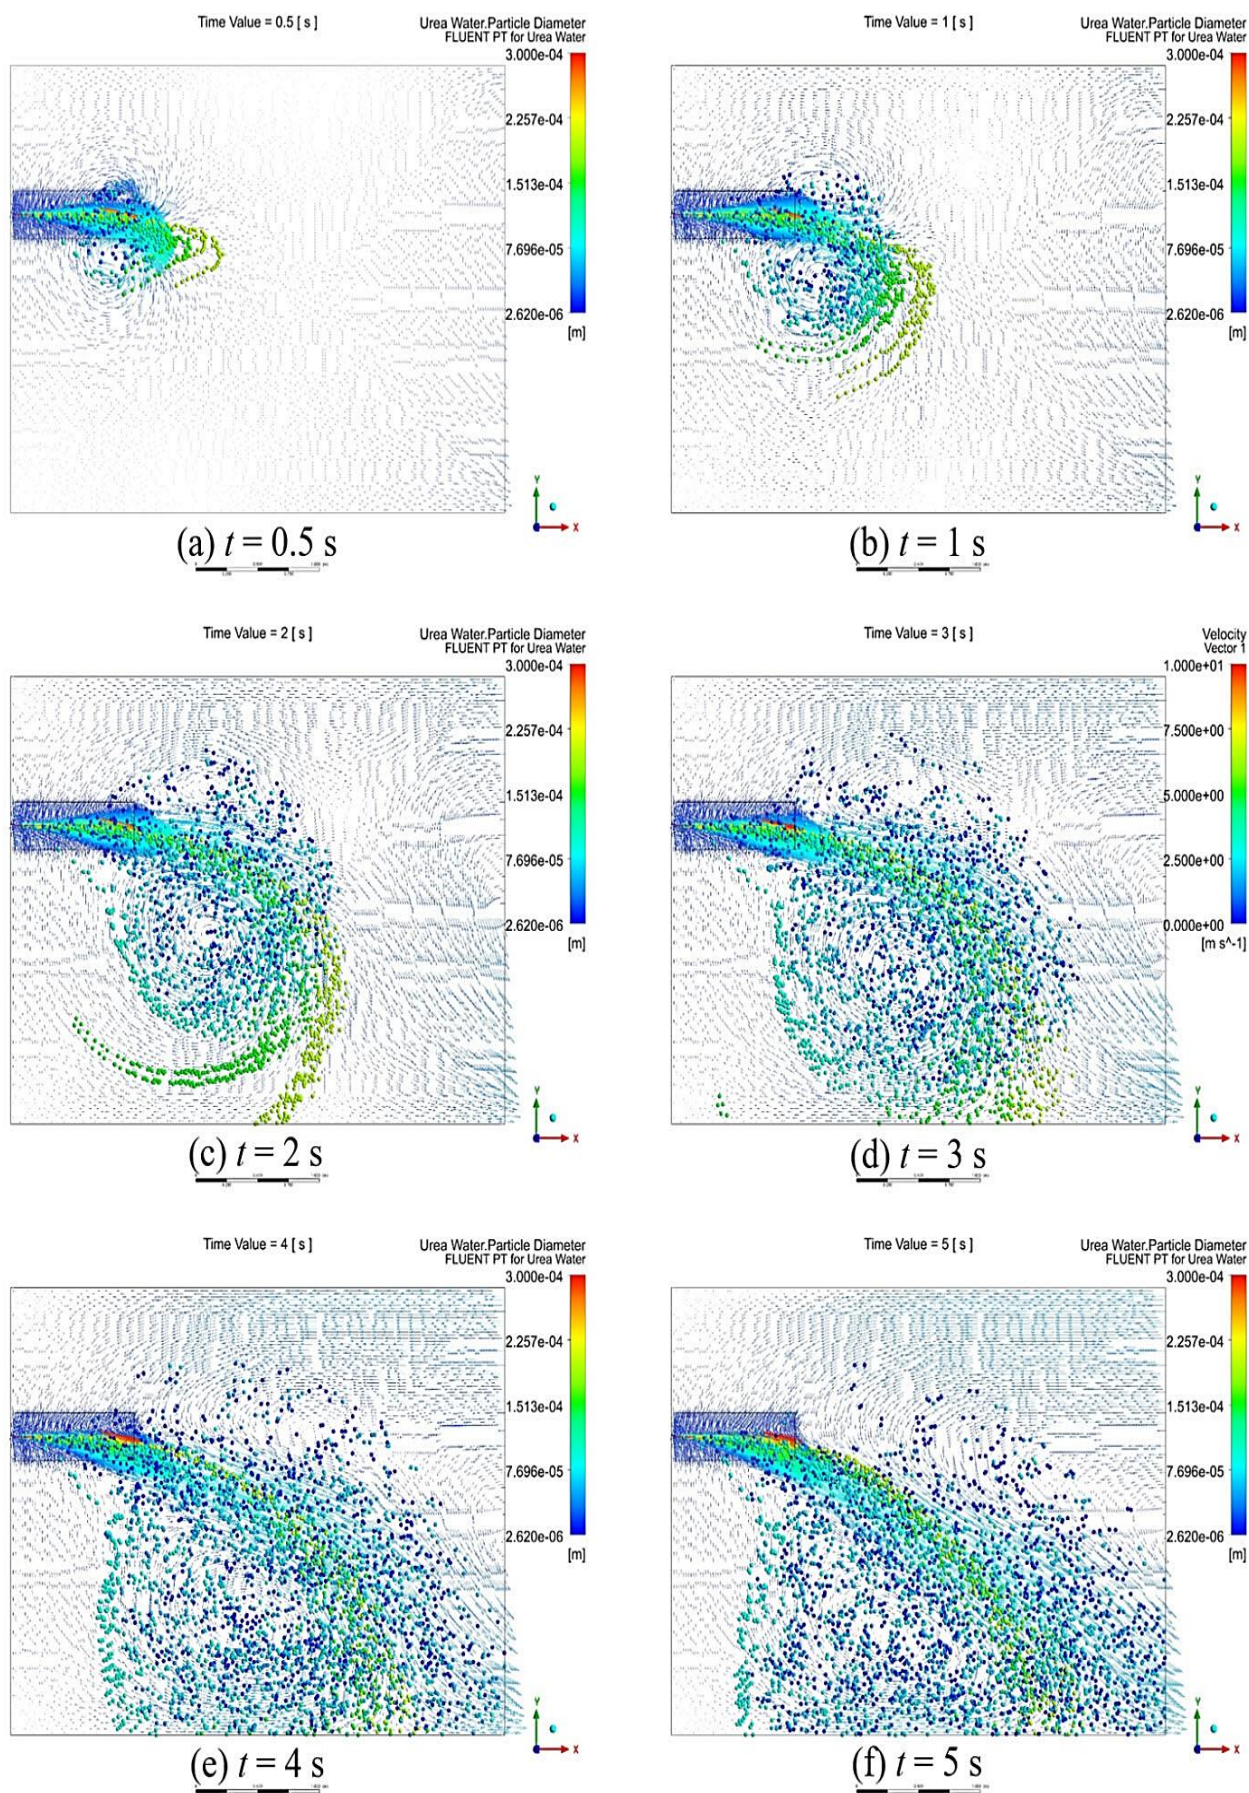 Time Value = 0.5 [ s ]
Urea Water.Particle Diameter
FLUENT PT for Urea Water
3.000e-04
2.257e-04
1.513e-04
7.696e-05
2.620e-06
[m]
Y
X
(a) t = 0.5 s
Time Value = 1 [ s ]
Urea Water.Particle Diameter
FLUENT PT for Urea Water
3.000e-04
2.257e-04
1.513e-04
7.696e-05
2.620e-06
[m]
Y
X
(b) t = 1 s
Time Value = 2 [ s ]
Urea Water.Particle Diameter
FLUENT PT for Urea Water
3.000e-04
2.257e-04
1.513e-04
7.696e-05
2.620e-06
[m]
Y
X
(c) t = 2 s
Time Value = 3 [ s ]
Velocity
Vector 1
1.000e+01
7.500e+00
5.000e+00
2.500e+00
0.000e+00
[m s^-1]
Y
X
(d) t = 3 s
Time Value = 4 [ s ]
Urea Water.Particle Diameter
FLUENT PT for Urea Water
3.000e-04
2.257e-04
1.513e-04
7.696e-05
2.620e-06
[m]
Y
X
(e) t = 4 s
Time Value = 5 [ s ]
Urea Water.Particle Diameter
FLUENT PT for Urea Water
3.000e-04
2.257e-04
1.513e-04
7.696e-05
2.620e-06
[m]
Y
X
(f) t = 5 s